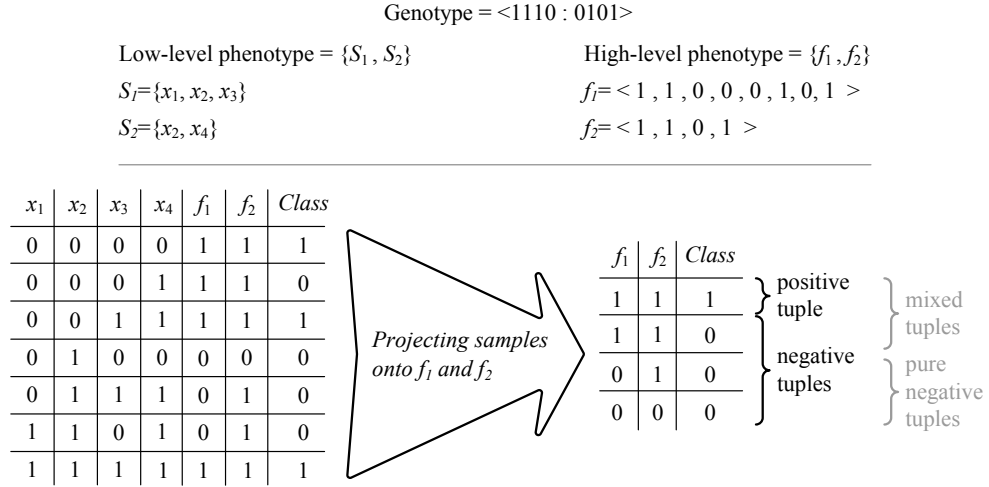 Genotype = <1110 : 0101>
Low-level phenotype = {S1 , S2}
High-level phenotype = {f1 , f2}
S1={x1, x2, x3}
f1= < 1 , 1 , 0 , 0 , 0 , 1, 0, 1 >
S2={x2, x4}
f2= < 1 , 1 , 0 , 1 >
x1 x2 x3 x4 f1 f2 Class
0 0 0 0 1 1 1
0 0 0 1 1 1 0
0 0 1 1 1 1 1
0 1 0 0 0 0 0
0 1 1 1 0 1 0
1 1 0 1 0 1 0
1 1 1 1 1 1 1
Projecting samples
onto f1 and f2
f1 f2 Class
1 1 1
1 1 0
0 1 0
0 0 0
positive
tuple
negative
tuples
mixed
tuples
pure
negative
tuples